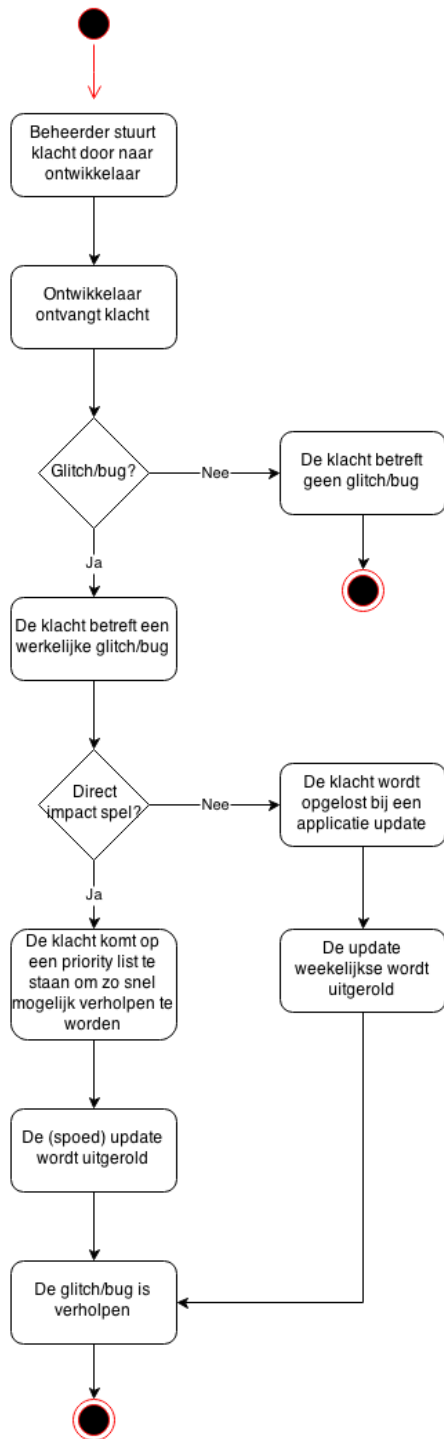 Beheerder stuurt
klacht door naar
ontwikkelaar
Ontwikkelaar
ontvangt klacht
Glitch/bug?
Nee
De klacht betreft
geen glitch/bug
Ja
De klacht betreft een
werkelijke glitch/bug
Direct
impact spel?
Nee
De klacht wordt
opgelost bij een
applicatie update
Ja
De klacht komt op
een priority list te
staan om zo snel
mogelijk verholpen te
worden
De update
weekelijkse wordt
uitgerold
De (spoed) update
wordt uitgerold
De glitch/bug is
verholpen